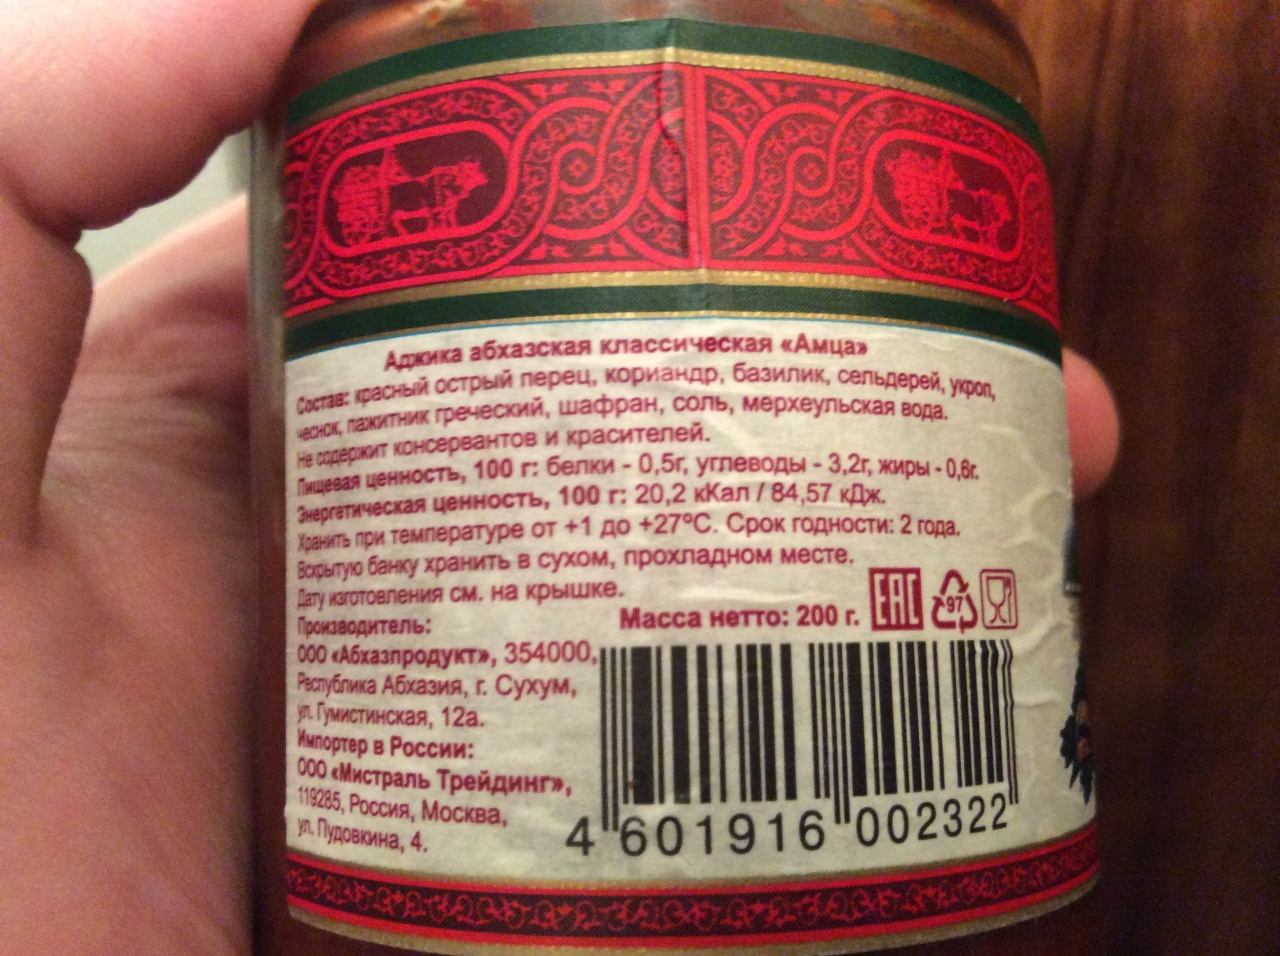 Аджика абхазская классическая «Амца»
Состав: красный острый перец, кориандр, базилик, сельдерей, укроп,
чеснок, пажитник греческий, шафран, соль, мерхеульская вода.
Не содержит консервантов и красителей.
Пищевая ценность, 100 г: белки - 0,5г, углеводы - 3,2г, жиры - 0,6г.
Энергетическая ценность, 100 г: 20,2 кКал / 84,57 кДж.
Хранить при температуре от +1 до +27°C. Срок годности: 2 года.
Вскрытую банку хранить в сухом, прохладном месте.
Дату изготовления см. на крышке.
Масса нетто: 200 г.
EAC
97
Производитель:
ООО «Абхазпродукт», 354000,
Республика Абхазия, г. Сухум,
ул. Гумистинская, 12а.
Импортер в России:
ООО «Мистраль Трейдинг»,
119285, Россия, Москва,
ул. Пудовкина, 4.
4 601916 002322